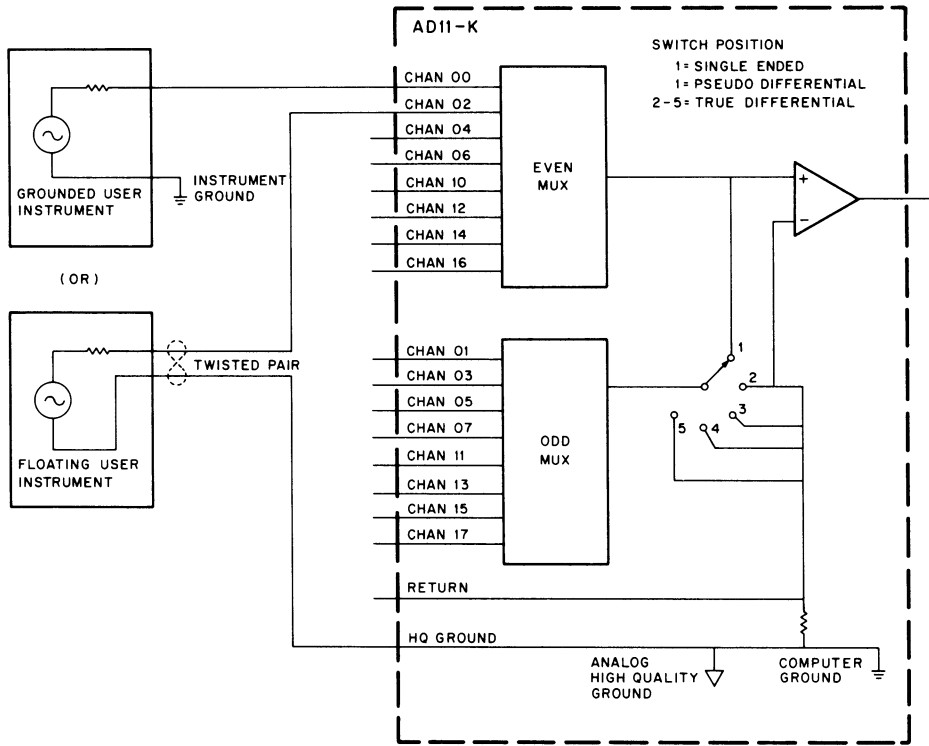 AD11-K
SWITCH POSITION
1= SINGLE ENDED
1= PSEUDO DIFFERENTIAL
2-5= TRUE DIFFERENTIAL
CHAN 00
CHAN 02
CHAN 04
CHAN 06
CHAN 10
CHAN 12
CHAN 14
CHAN 16
EVEN
MUX
+
-
GROUNDED USER
INSTRUMENT
INSTRUMENT
GROUND
(OR)
TWISTED PAIR
FLOATING USER
INSTRUMENT
CHAN 01
CHAN 03
CHAN 05
CHAN 07
CHAN 11
CHAN 13
CHAN 15
CHAN 17
ODD
MUX
1
2
3
4
5
RETURN
HQ GROUND
ANALOG
HIGH QUALITY
GROUND
COMPUTER
GROUND